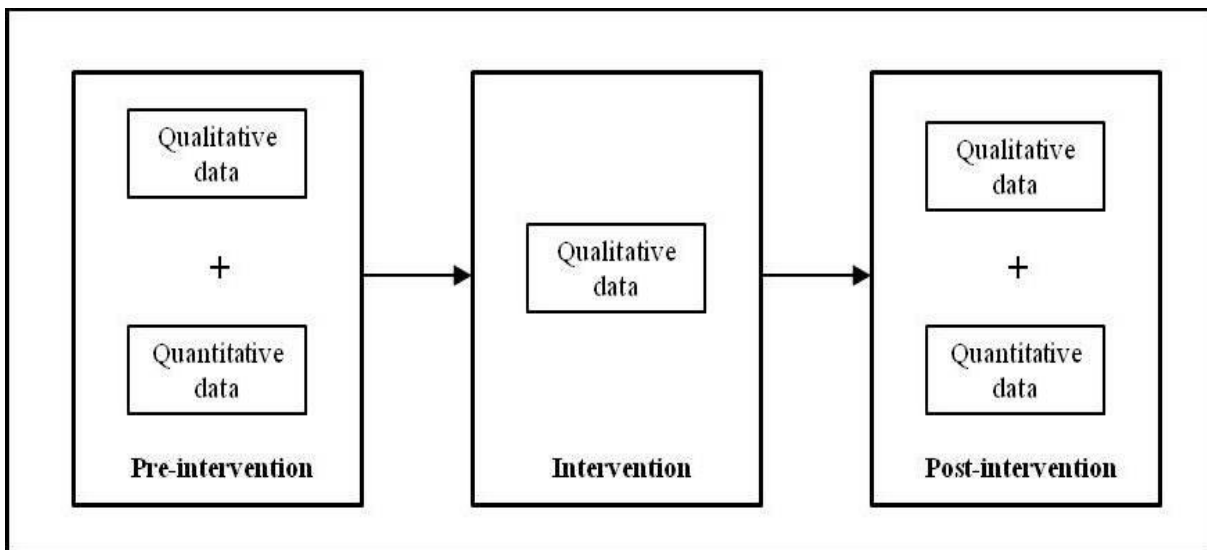 Qualitative
data
+
Quantitative
data
Pre-intervention
Qualitative
data
Intervention
Qualitative
data
+
Quantitative
data
Post-intervention